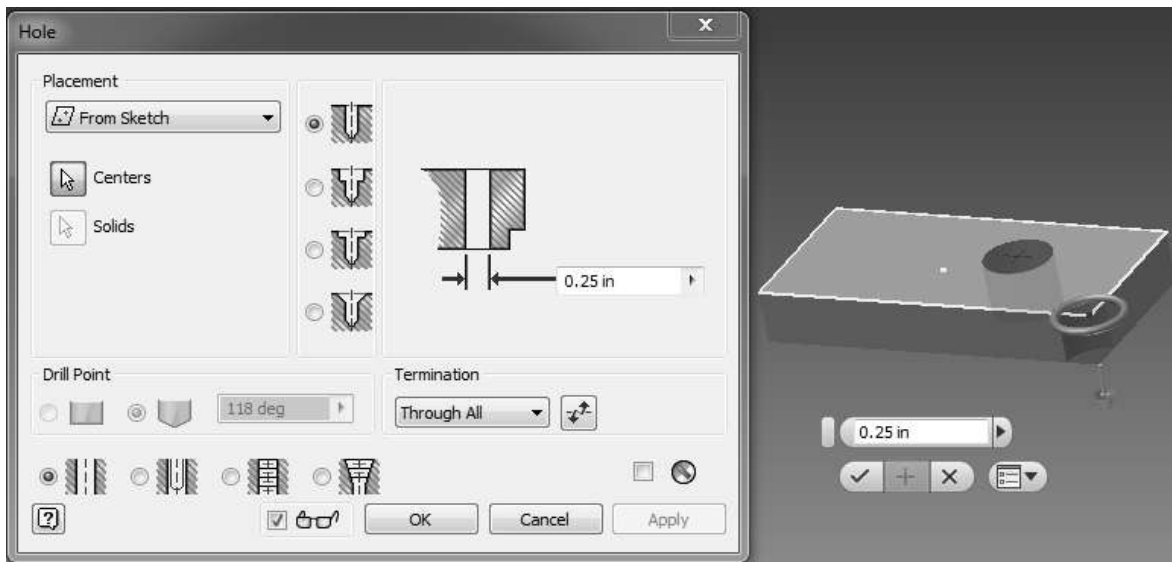 Hole
X
Placement
From Sketch
Centers
Solids
0.25 in
Drill Point
118 deg
Termination
Through All
?
OK
Cancel
Apply
0.25 in